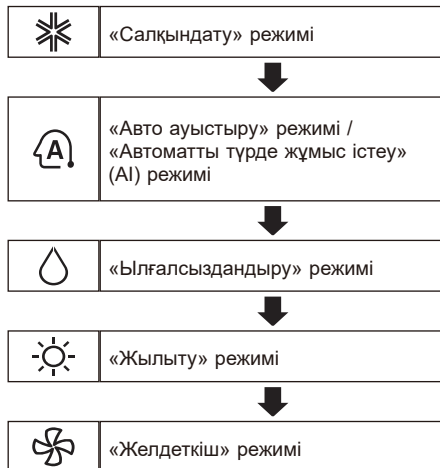 «Салқындату» режимі
A
«Авто ауыстыру» режимі /
«Автоматты түрде жұмыс істеу»
(AI) режимі
«Ылғалсыздандыру» режимі
«Жылыту» режимі
«Желдеткіш» режимі